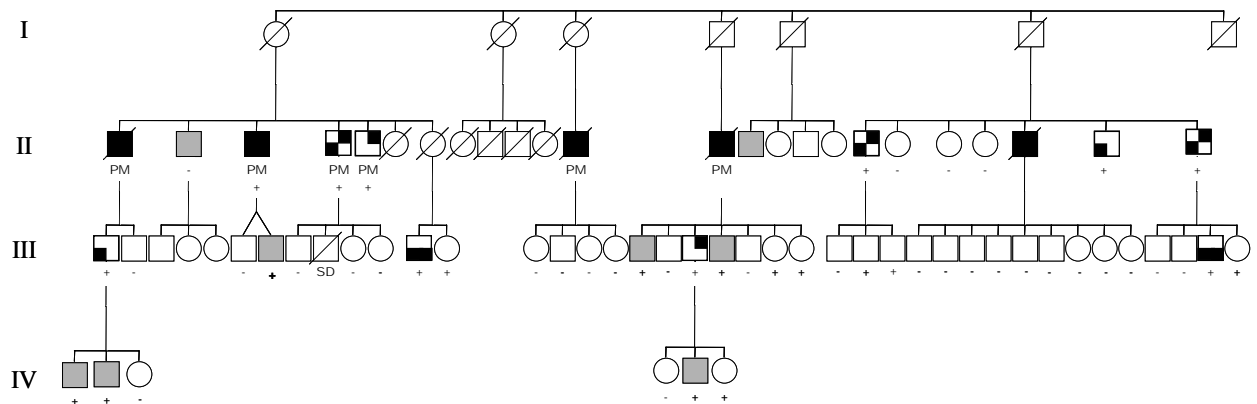 I
II
PM - PM PM PM PM PM + - - - + +
+ + +
III
+ - - + SD - - + + - - - - + - + + - + + - + + - - - - - - - - - - - + +
IV
+ + - - + +